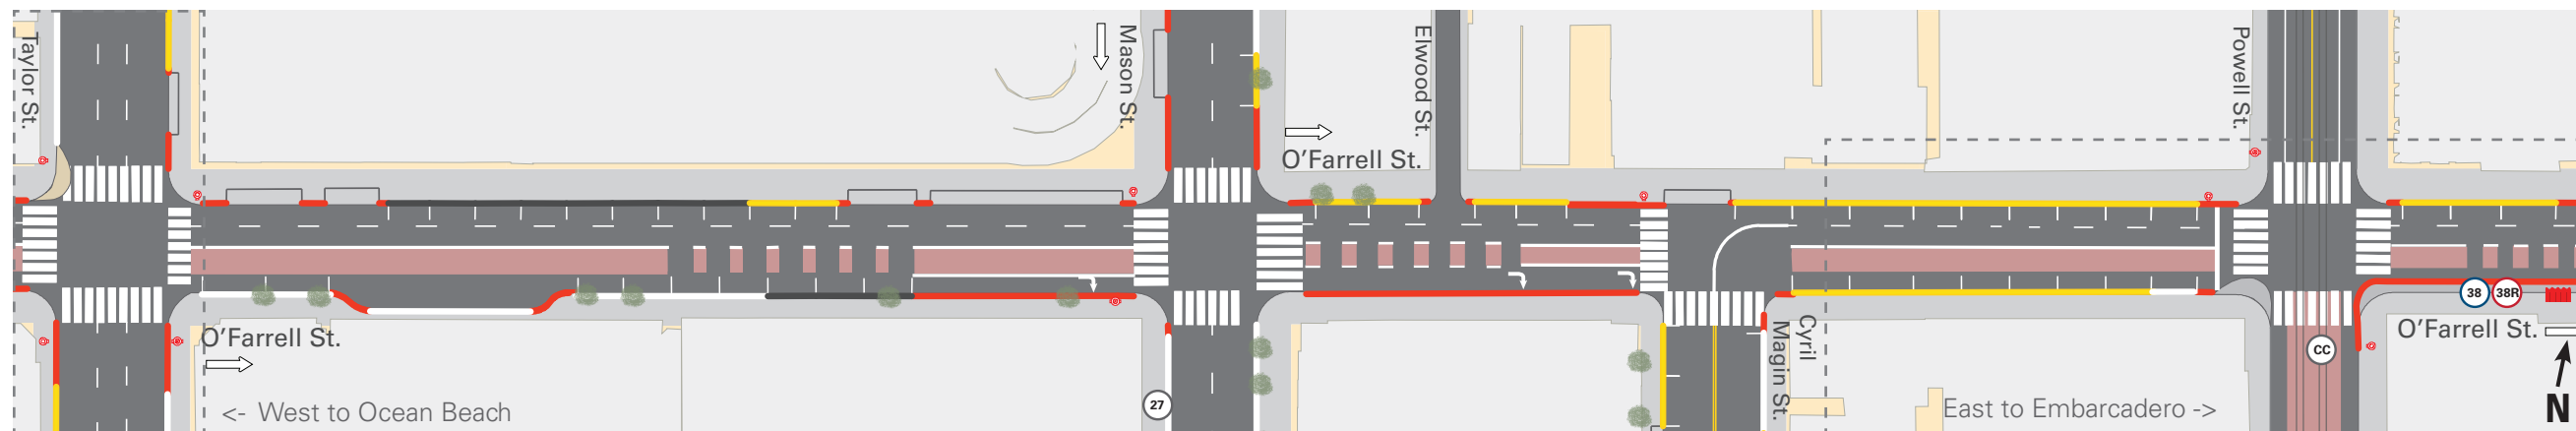 Taylor St.
Mason St.
Elwood St.
Powell St.
O'Farrell St.
38
38R
O'Farrell St.
O'Farrell St.
Cyril
Magin St.
CC
27
<- West to Ocean Beach
East to Embarcadero ->
N